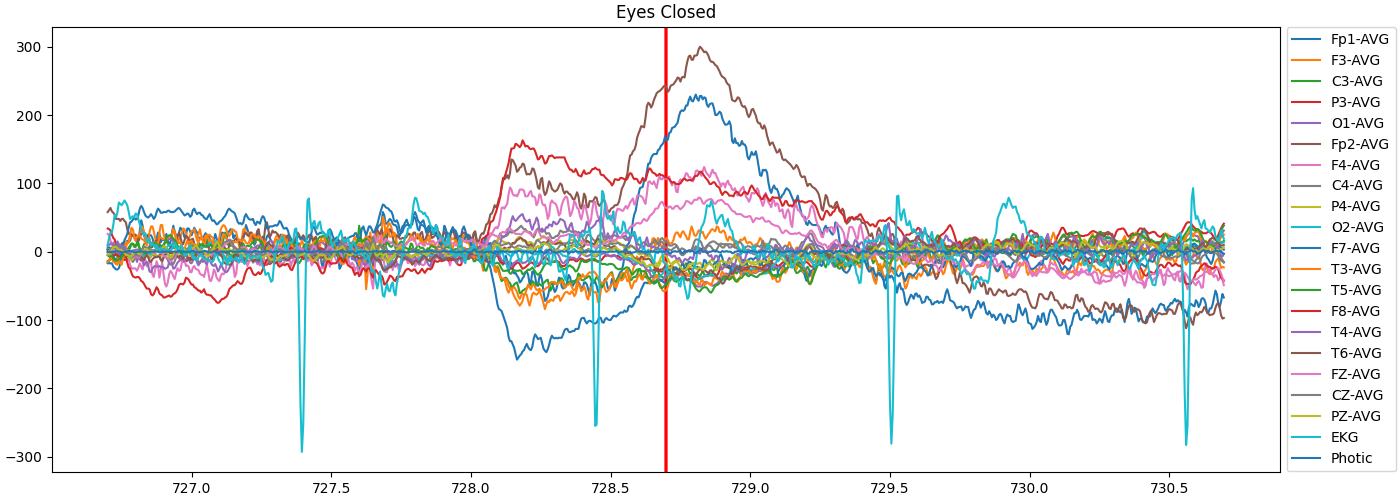 Eyes Closed
300
200
100
0
−100
−200
−300
727.0 727.5 728.0 728.5 729.0 729.5 730.0 730.5
Fp1-AVG
F3-AVG
C3-AVG
P3-AVG
O1-AVG
Fp2-AVG
F4-AVG
C4-AVG
P4-AVG
O2-AVG
F7-AVG
T3-AVG
T5-AVG
F8-AVG
T4-AVG
T6-AVG
FZ-AVG
CZ-AVG
PZ-AVG
EKG
Photic